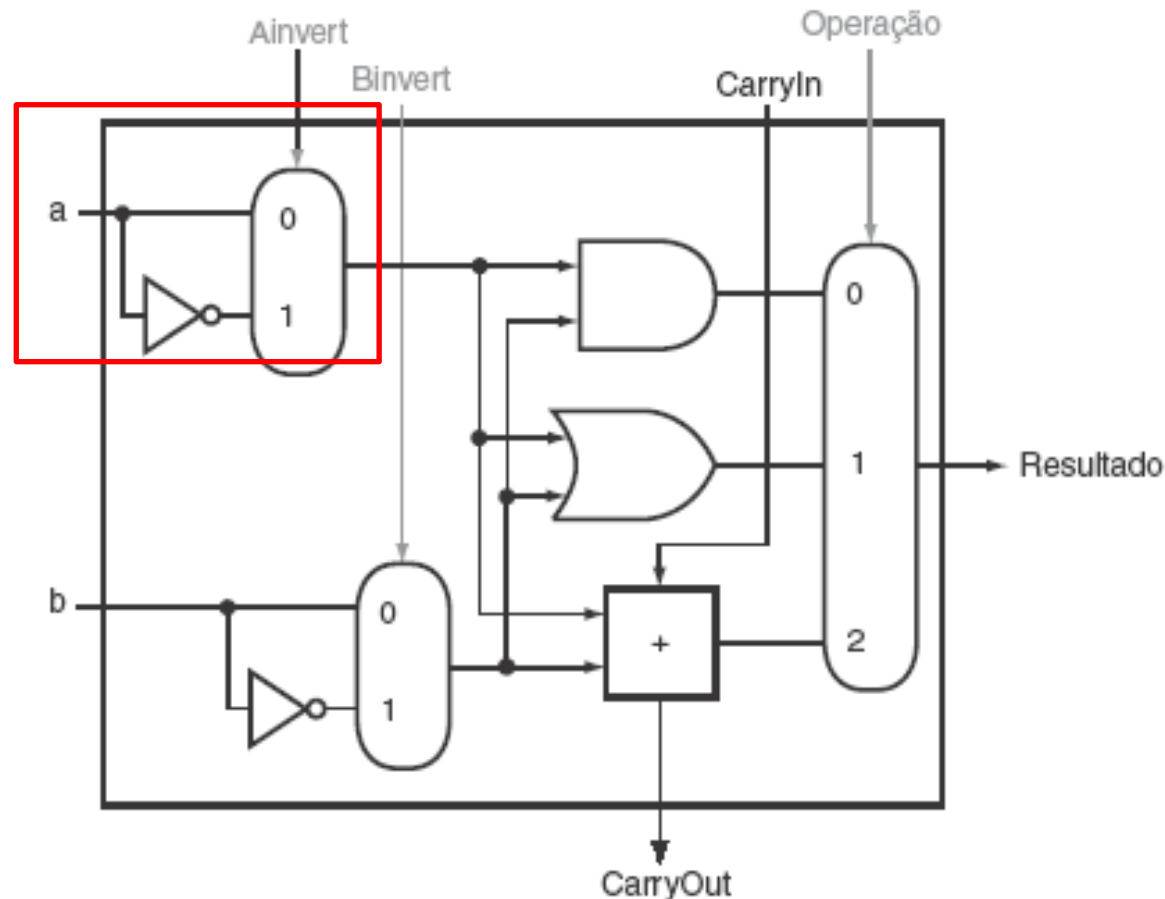 Ainvert
Operação
Binvert
CarryIn
a
0
1
0
1
Resultado
b
0
1
+
2
CarryOut